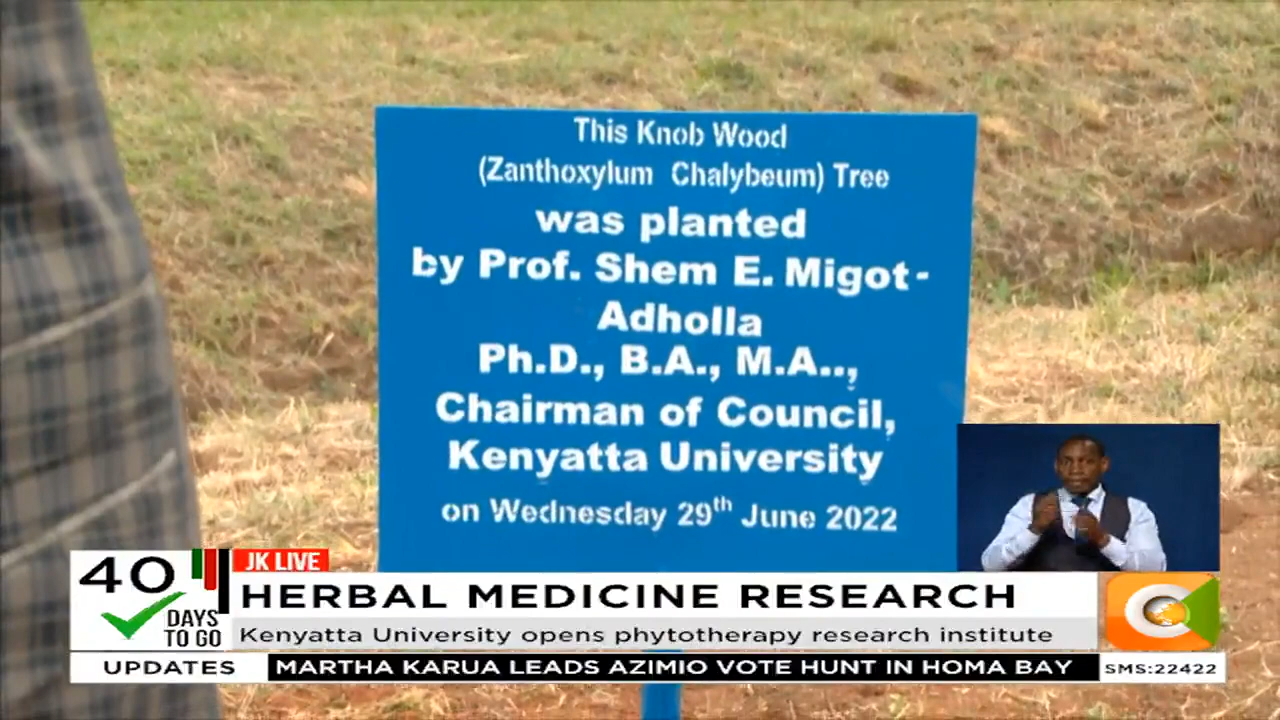 This Knob Wood
(Zanthoxylum Chalybeum) Tree
was planted
by Prof. Shem E. Migot-
Adholla
Ph.D., B.A., M.A..,
Chairman of Council,
Kenyatta University
on Wednesday 29th June 2022
40
DAYS
TO GO
JK LIVE
HERBAL MEDICINE RESEARCH
Kenyatta University opens phytotherapy research institute
UPDATES
MARTHA KARUA LEADS AZIMIO VOTE HUNT IN HOMA BAY
SMS:22422